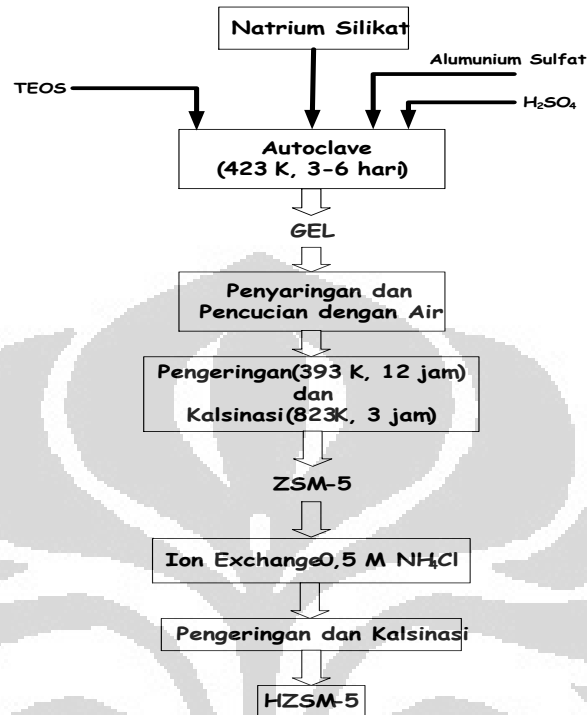 Natrium Silikat
Alumunium Sulfat
TEOS
H₂SO₄
Autoclave
(423 K, 3-6 hari)
GEL
Penyaringan dan
Pencucian dengan Air
Pengeringan(393 K, 12 jam)
dan
Kalsinasi(823K, 3 jam)
ZSM-5
Ion Exchange0,5 M NH₄Cl
Pengeringan dan Kalsinasi
HZSM-5